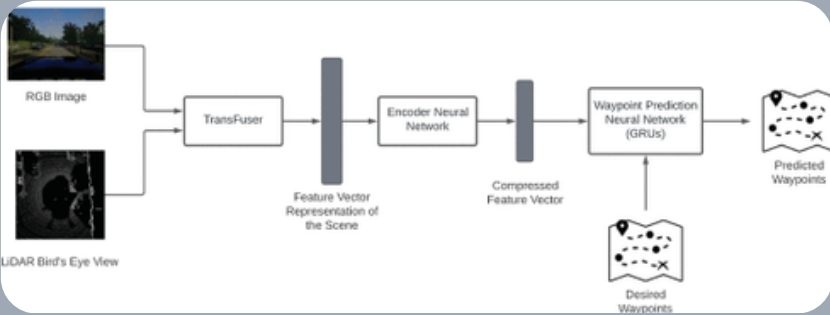 RGB Image
LiDAR Bird's Eye View
TransFuser
Feature Vector
Representation of
the Scene
Encoder Neural
Network
Compressed
Feature Vector
Waypoint Prediction
Neural Network
(GRUs)
Desired
Waypoints
Predicted
Waypoints